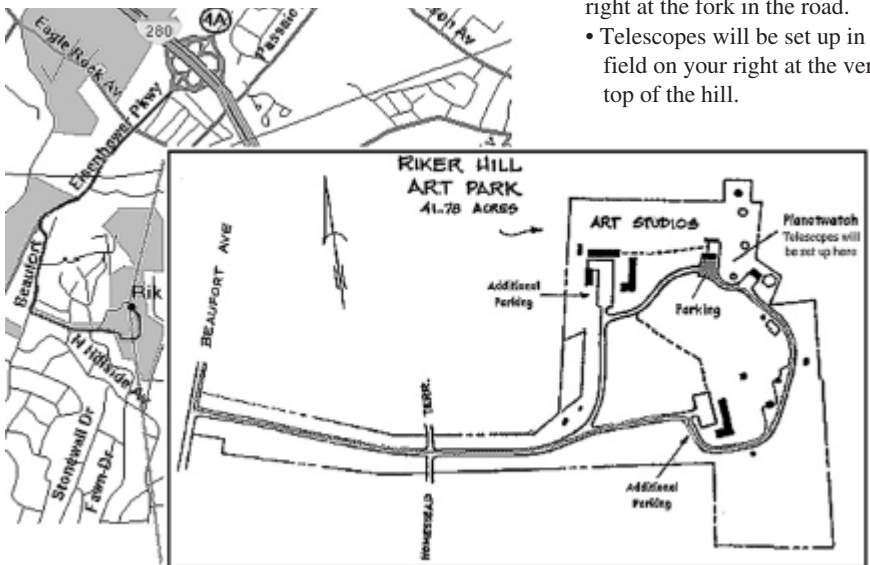 right at the fork in the road.
• Telescopes will be set up in
field on your right at the ver
top of the hill.
280
4A
Passaic
Av
Eagle Rock Av
Eisenhower Pkwy
Beaufort
Rik
N Hillside Av
Stonewall Dr
Fawn Dr
RIKER HILL
ART PARK
41.78 ACRES
ART STUDIOS
Planetwatch
Telescopes will
be set up here
BEAUFORT AVE
Additional
Parking
Parking
TERR.
HOMESTEAD
Additional
Parking